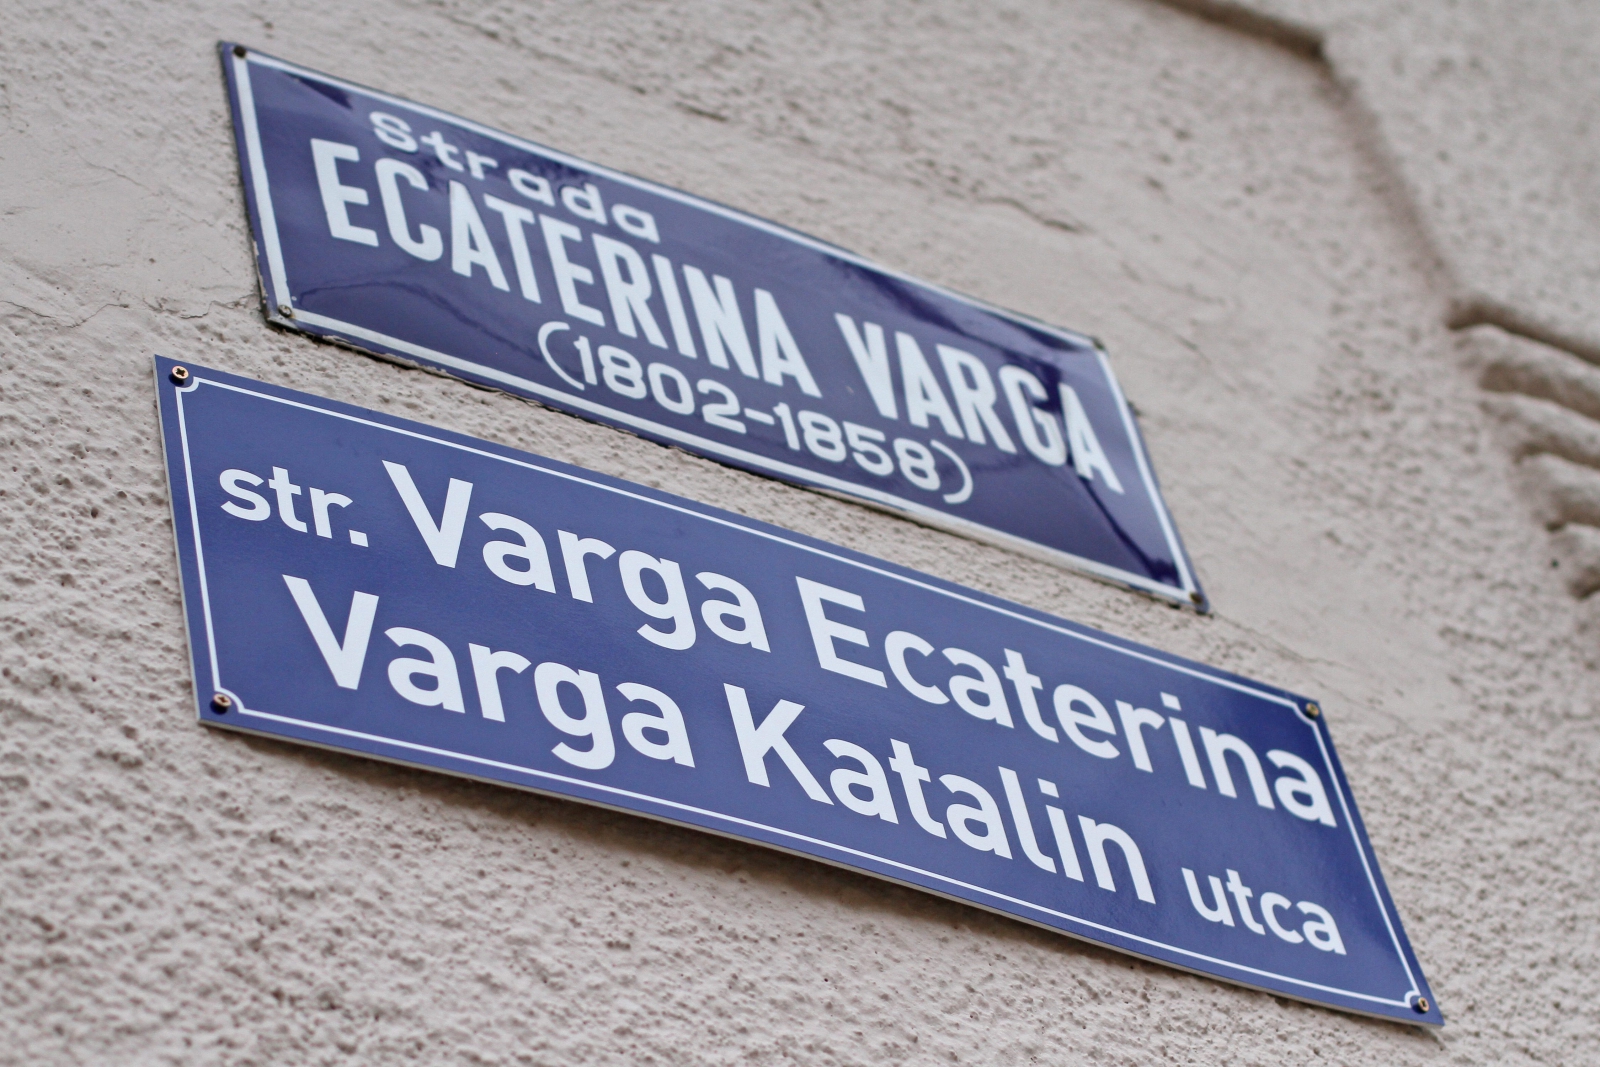 Strada
ECATERINA VARGA
(1802-1858)
str. Varga Ecaterina
Varga Katalin utca